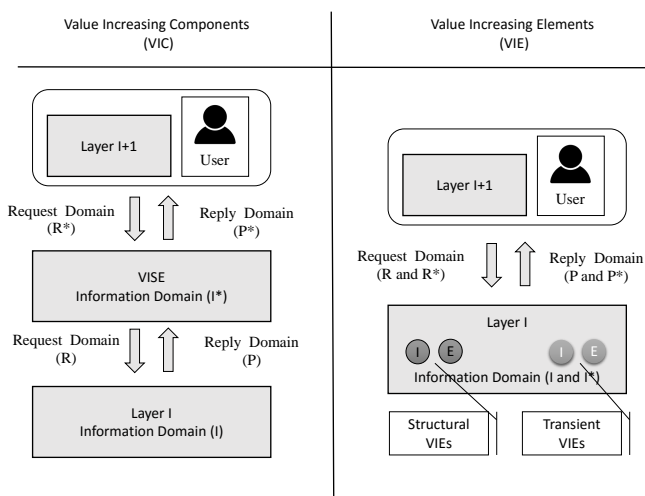 Value Increasing Components
(VIC)
Layer I+1
User
Request Domain
(R*)
Reply Domain
(P*)
VISE
Information Domain (I*)
Request Domain
(R)
Reply Domain
(P)
Layer I
Information Domain (I)
Value Increasing Elements
(VIE)
Layer I+1
User
Request Domain
(R and R*)
Reply Domain
(P and P*)
Layer I
I E I E
Information Domain (I and I*)
Structural
VIEs
Transient
VIEs